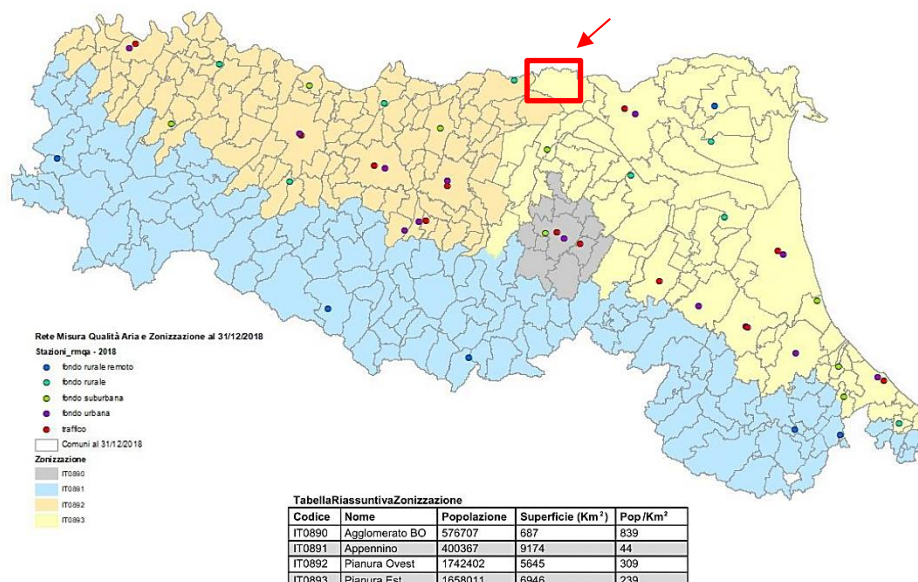 Rete Misura Qualità Aria e Zonizzazione al 31/12/2018
Stazioni_rmqa - 2018
fondo rurale remoto
fondo rurale
fondo suburbana
fondo urbana
traffico
Comuni al 31/12/2018
Zonizzazione
IT0890
IT0891
IT0892
IT0893
TabellaRiassuntivaZonizzazione
Codice Nome Popolazione Superficie (Km²) Pop/Km²
IT0890 Agglomerato BO 576707 687 839
IT0891 Appennino 400367 9174 44
IT0892 Pianura Ovest 1742402 5645 309
IT0893 Pianura Est 1658011 6946 239